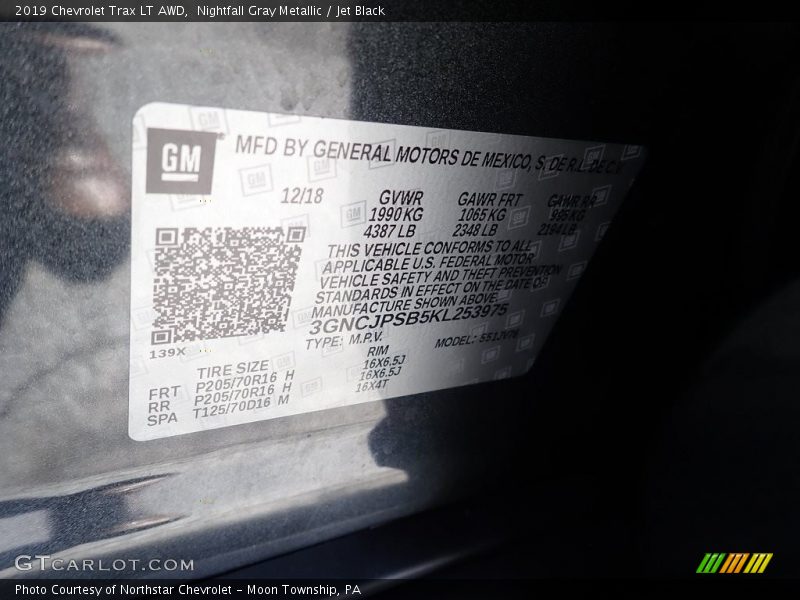 2019 Chevrolet Trax LT AWD, Nightfall Gray Metallic / Jet Black
GM
MFD BY GENERAL MOTORS DE MEXICO, S. DE R.L. DE C.V.
12/18 GVWR GAWR FRT GAWR RR
1990 KG 1065 KG 995 KG
4387 LB 2348 LB 2194 LB
THIS VEHICLE CONFORMS TO ALL
APPLICABLE U.S. FEDERAL MOTOR
VEHICLE SAFETY AND THEFT PREVENTION
STANDARDS IN EFFECT ON THE DATE OF
MANUFACTURE SHOWN ABOVE.
3GNCJPSB5KL253975
TYPE: M.P.V. MODEL:
139X
TIRE SIZE RIM
FRT P205/70R16 H 16X6.5J
RR P205/70R16 H 16X6.5J
SPA T125/70D16 M 16X4T
GTCARLOT.COM
Photo Courtesy of Northstar Chevrolet - Moon Township, PA